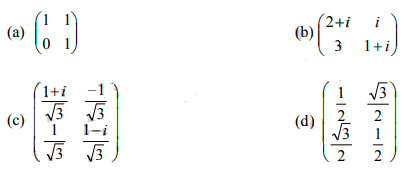 (a) (1 1
0 1) (b) (2+i i
3 1+i)
(c) (1+i/√3 -1/√3
1/√3 1-i/√3) (d) (1/2 √3/2
√3/2 1/2)